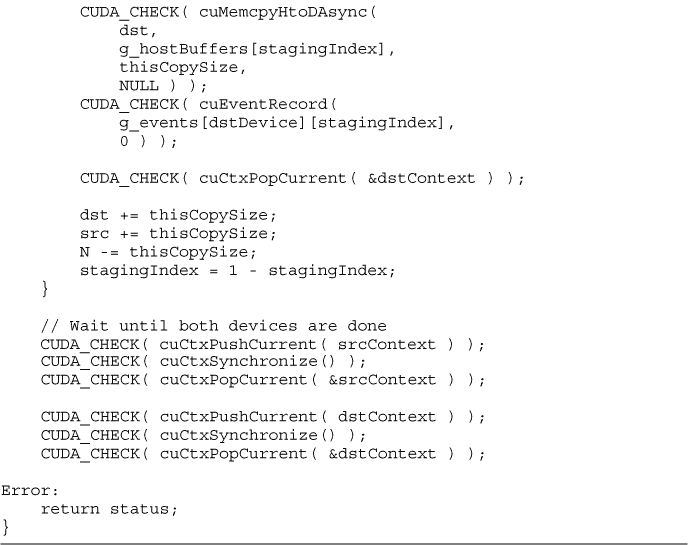 CUDA_CHECK( cuMemcpyHtoDAsync(
            dst,
            g_hostBuffers[stagingIndex],
            thisCopySize,
            NULL ) );
        CUDA_CHECK( cuEventRecord(
            g_events[dstDevice][stagingIndex],
            0 ) );

        CUDA_CHECK( cuCtxPopCurrent( &dstContext ) );

        dst += thisCopySize;
        src += thisCopySize;
        N -= thisCopySize;
        stagingIndex = 1 - stagingIndex;
    }

    // Wait until both devices are done
    CUDA_CHECK( cuCtxPushCurrent( srcContext ) );
    CUDA_CHECK( cuCtxSynchronize() );
    CUDA_CHECK( cuCtxPopCurrent( &srcContext ) );

    CUDA_CHECK( cuCtxPushCurrent( dstContext ) );
    CUDA_CHECK( cuCtxSynchronize() );
    CUDA_CHECK( cuCtxPopCurrent( &dstContext ) );

Error:
    return status;
}